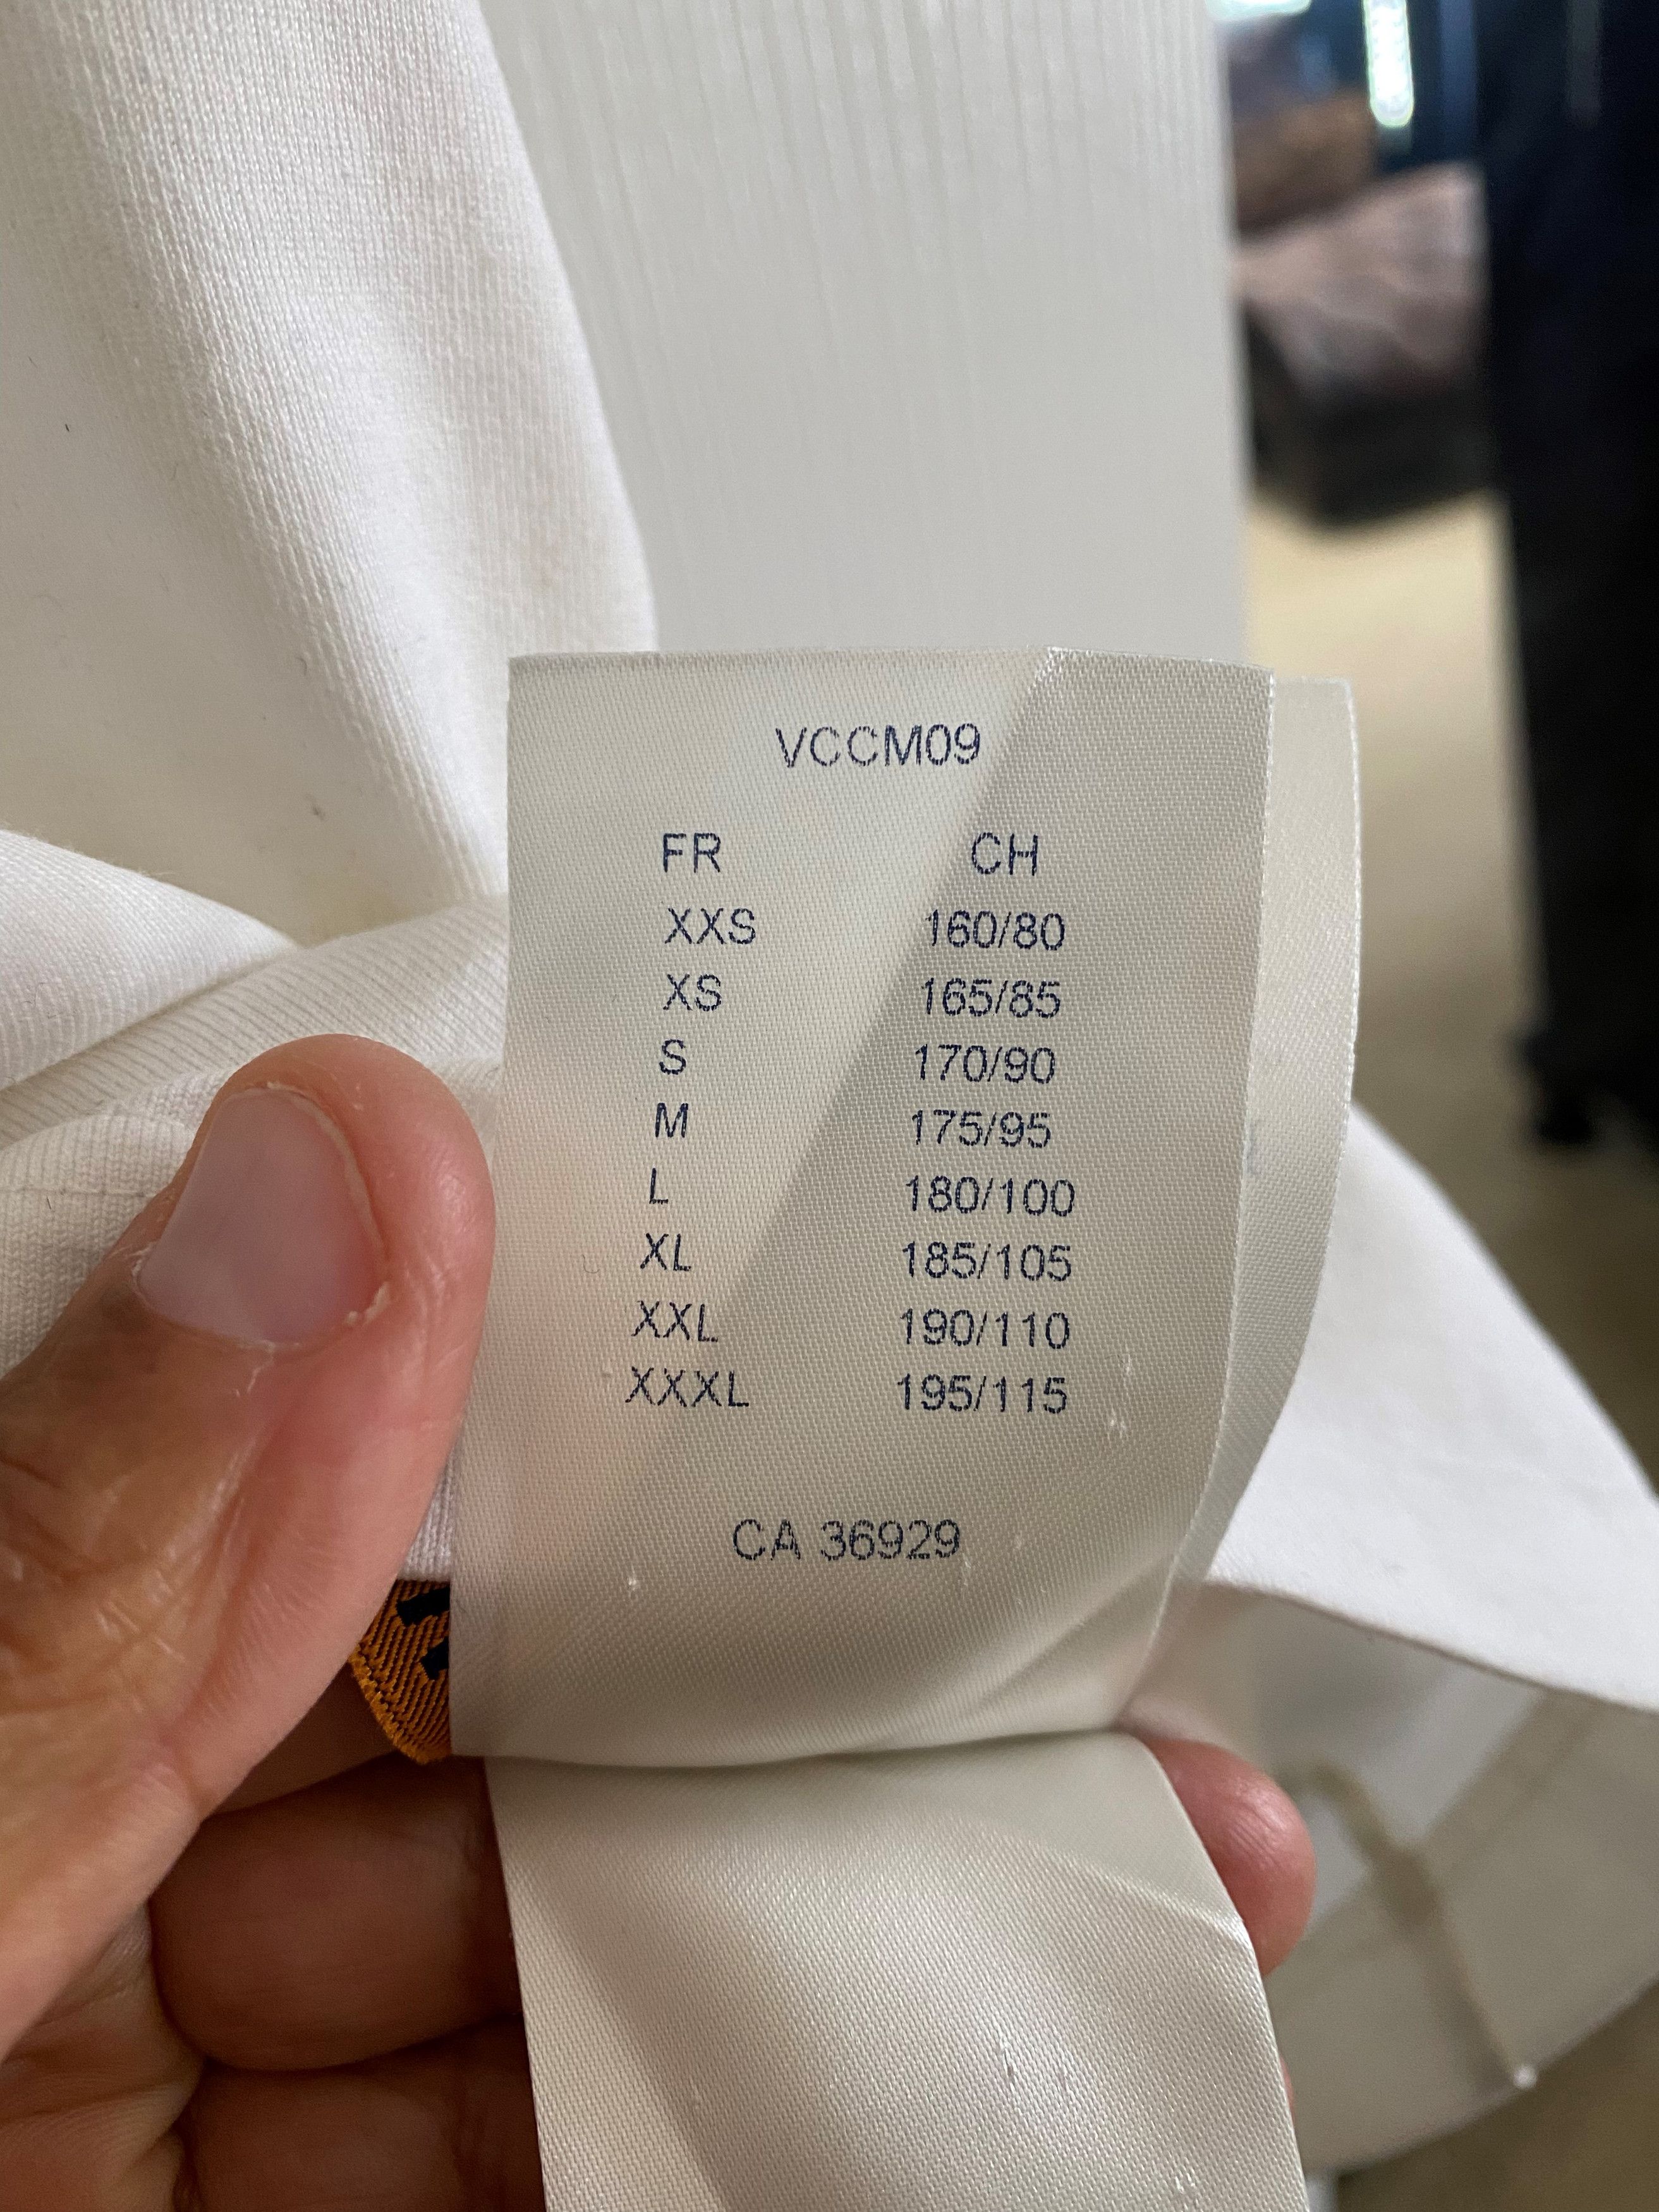 VCCM09
FR CH
XXS 160/80
XS 165/85
S 170/90
M 175/95
L 180/100
XL 185/105
XXL 190/110
XXXL 195/115
CA 36929